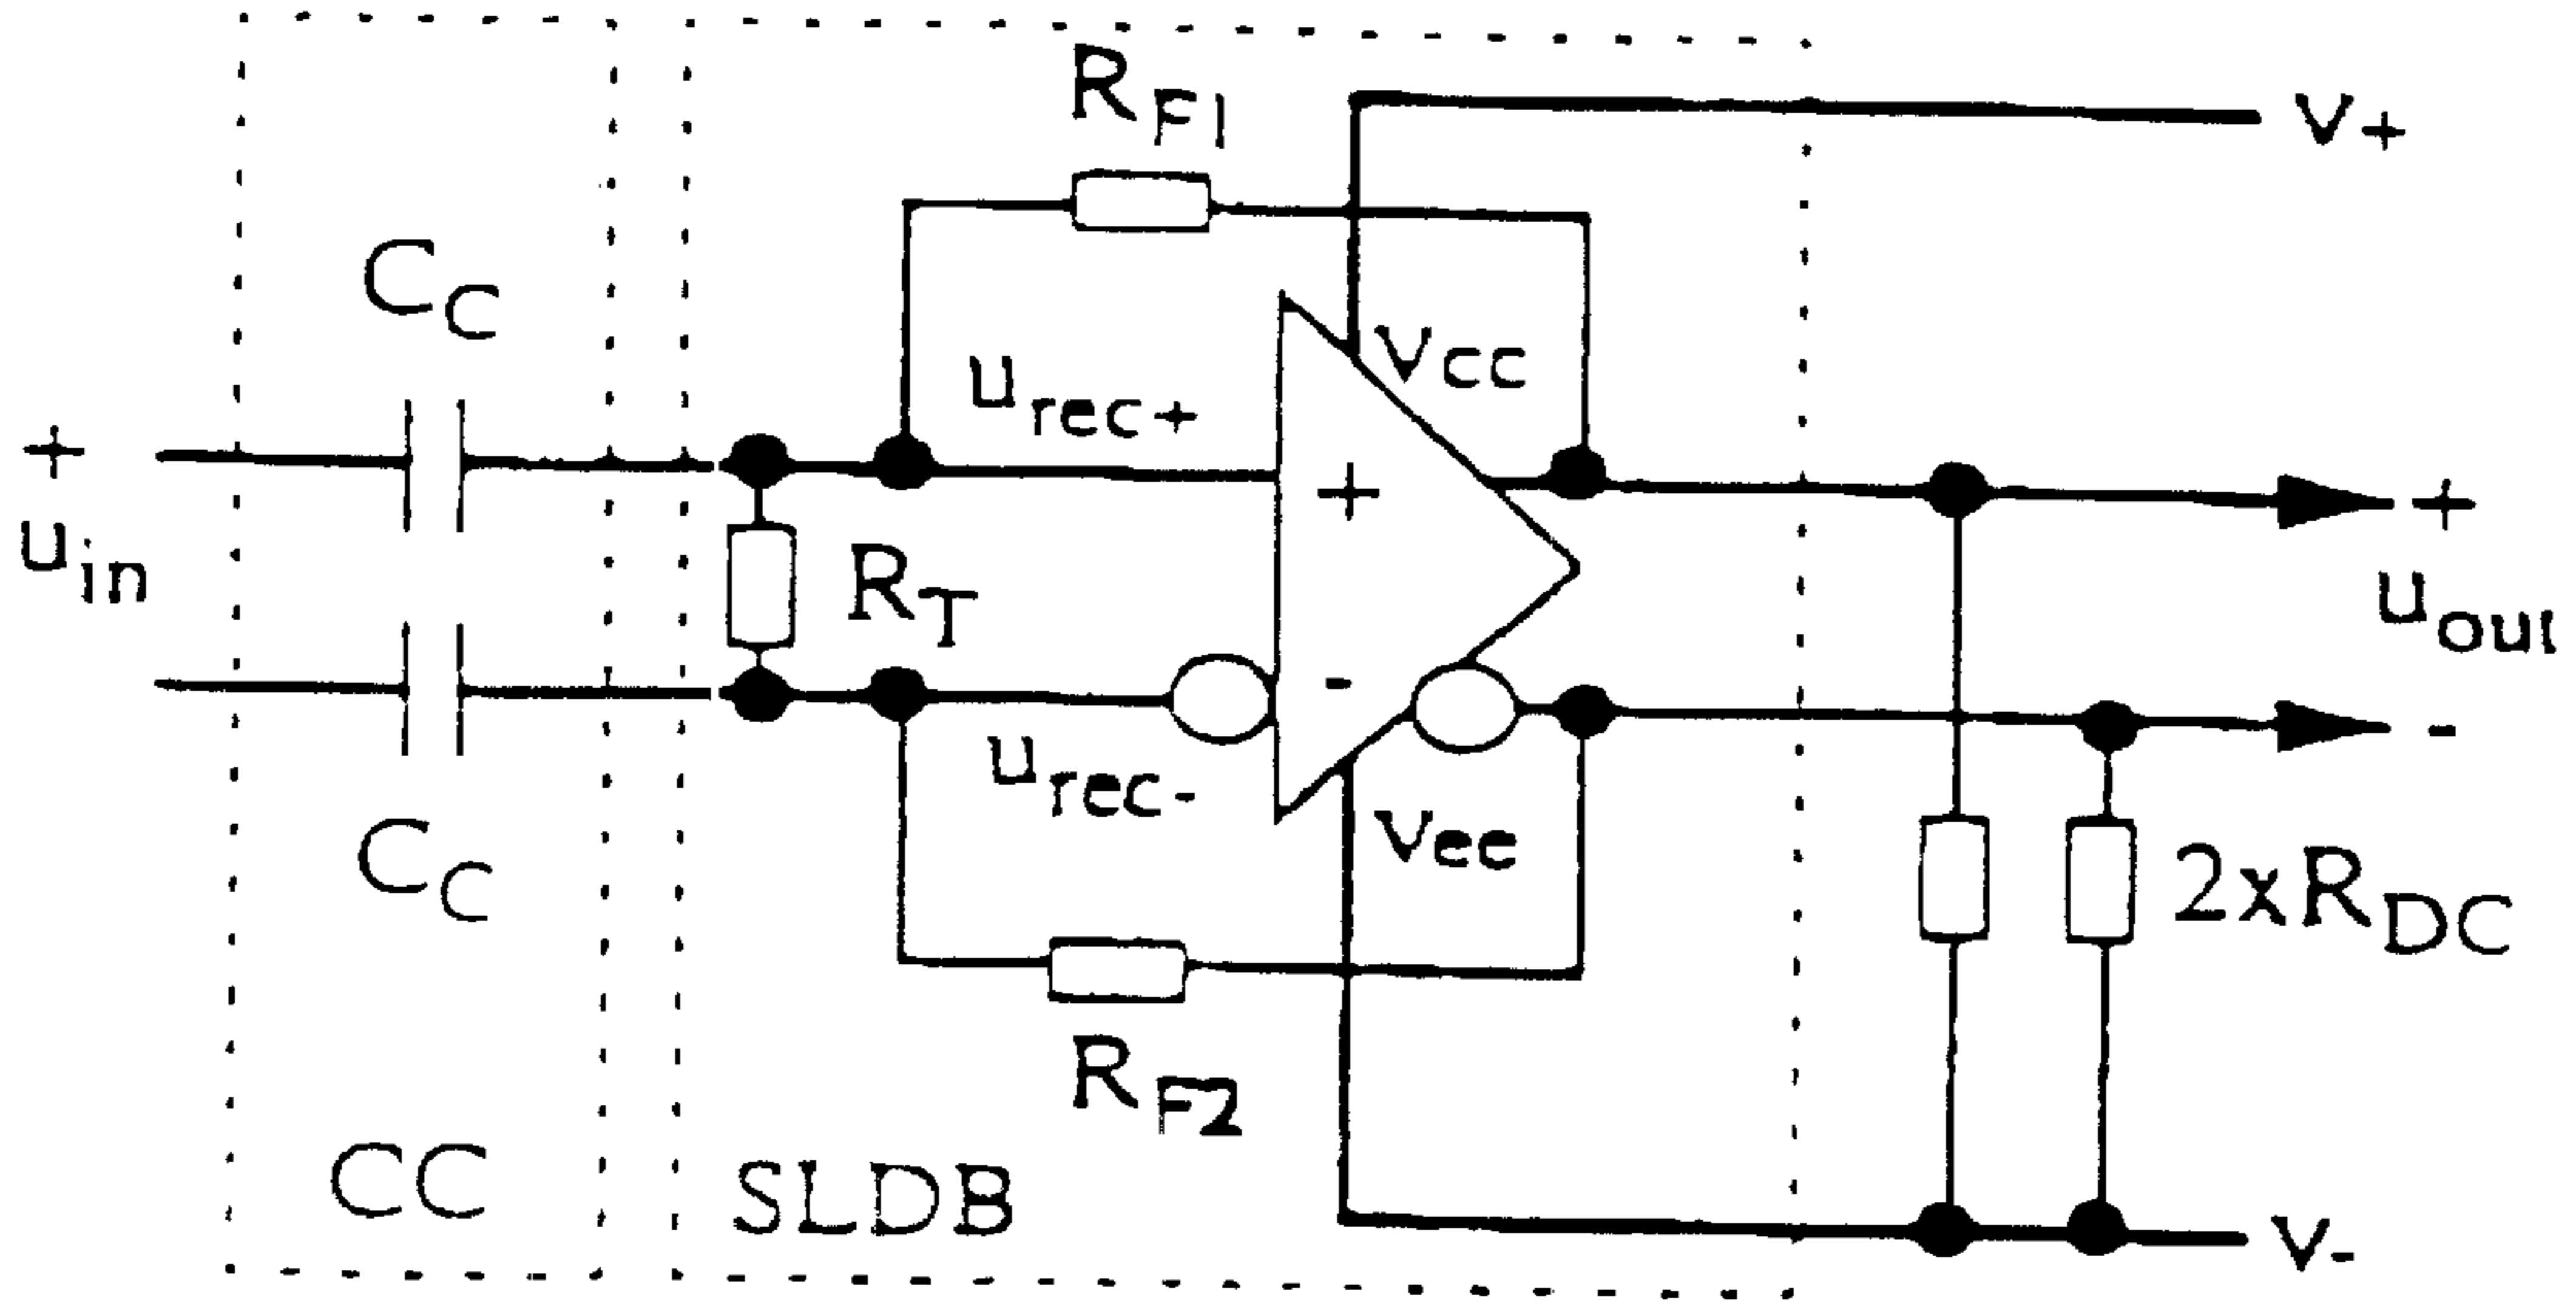 RF1
V+
CC
Vcc
urec+
+
+
+
uin
RT
uout
-
-
urec-
Vee
CC
2xRDC
RF2
CC
SLDB
V-